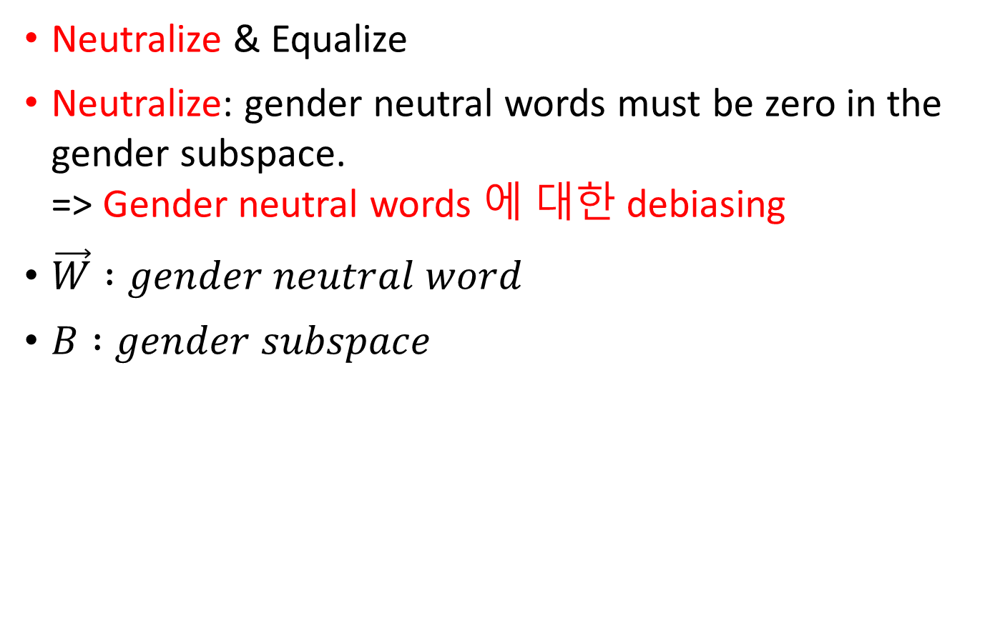 • Neutralize & Equalize
• Neutralize: gender neutral words must be zero in the
gender subspace.
=> Gender neutral words 에 대한 debiasing
• $\overrightarrow{W}$ : gender neutral word
• B : gender subspace